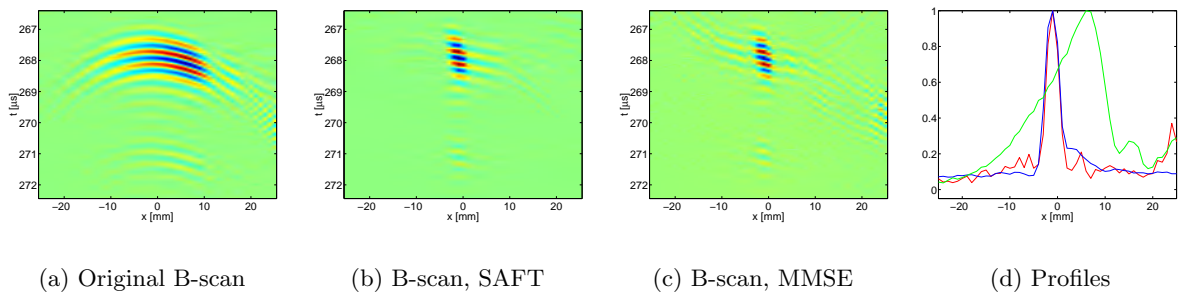 267
268
269
270
271
272
t [µs]
−20 −10 0 10 20
x [mm]
267
268
269
270
271
272
t [µs]
−20 −10 0 10 20
x [mm]
267
268
269
270
271
272
t [µs]
−20 −10 0 10 20
x [mm]
1
0.8
0.6
0.4
0.2
0
−20 −10 0 10 20
x [mm]
(a) Original B-scan
(b) B-scan, SAFT
(c) B-scan, MMSE
(d) Profiles